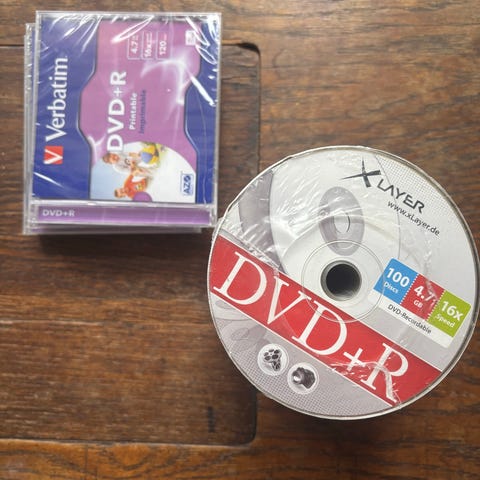 Verbatim
DVD+R
Printable
Imprimable
4.7
16x
120
AZO
DVD+R
X LAYER
www.xLayer.de
100
Discs
4.7
GB
16x
Speed
DVD-Recordable
DVD+R